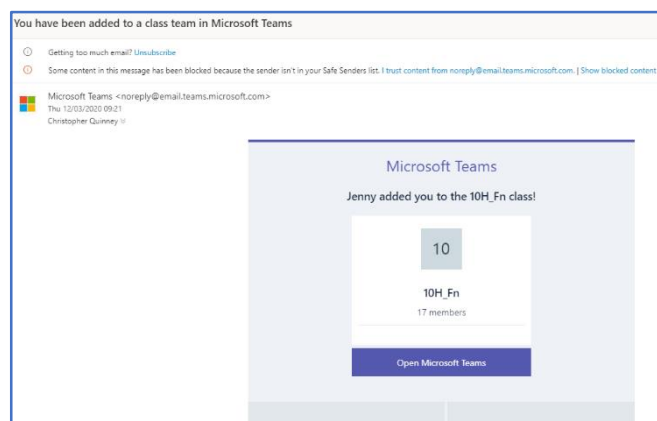 You have been added to a class team in Microsoft Teams
Getting too much email? Unsubscribe
Some content in this message has been blocked because the sender isn't in your Safe Senders list. I trust content from noreply@email.teams.microsoft.com. | Show blocked content
Microsoft Teams <noreply@email.teams.microsoft.com>
Thu 12/03/2020 09:21
Christopher Quinney
Microsoft Teams
Jenny added you to the 10H_Fn class!
10
10H_Fn
17 members
Open Microsoft Teams